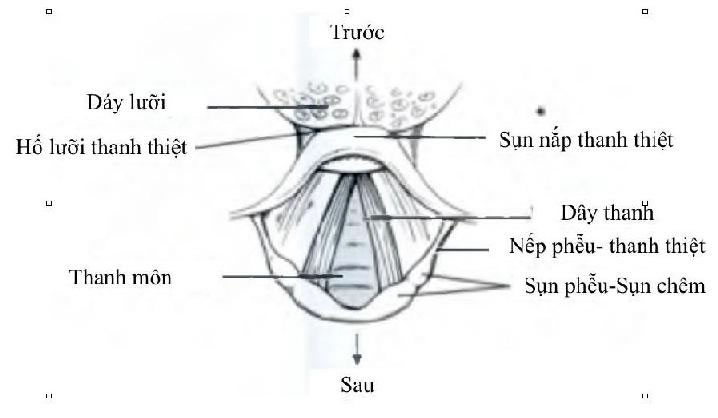 Trước
Dáy lưỡi
Hố lưỡi thanh thiệt
Sụn nắp thanh thiệt
Dây thanh
Nếp phễu- thanh thiệt
Thanh môn
Sụn phễu-Sụn chêm
Sau